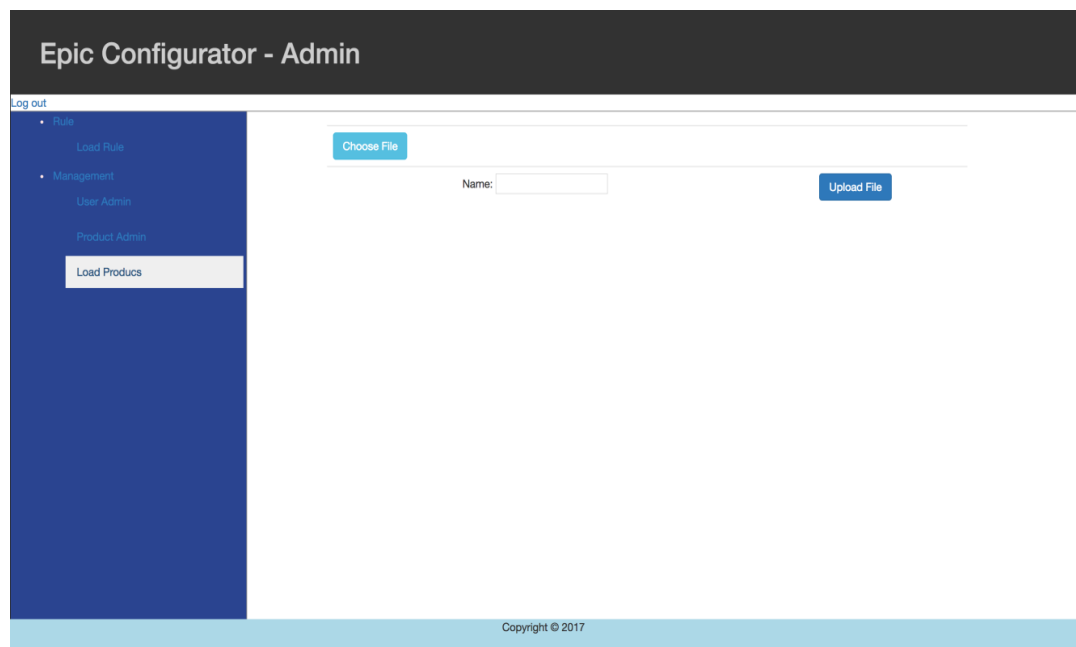 Epic Configurator - Admin
Log out
Rule
Load Rule
Management
User Admin
Product Admin
Load Producs
Choose File
Name:
Upload File
Copyright © 2017